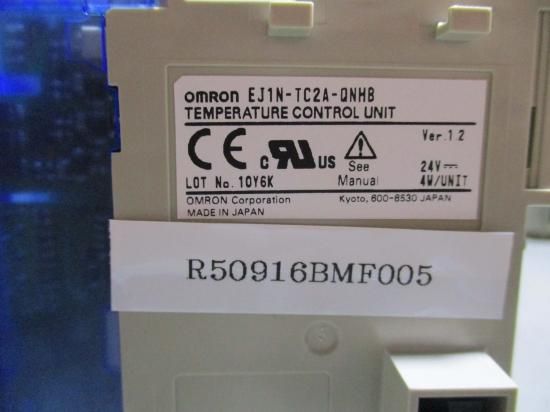 OMRON EJ1N-TC2A-QNHB
TEMPERATURE CONTROL UNIT
CE c RU US See Manual Ver.1.2
24V⎓
LOT No. 10Y6K 4W/UNIT
OMRON Corporation Kyoto, 600-8530 JAPAN
MADE IN JAPAN
R50916BMF005